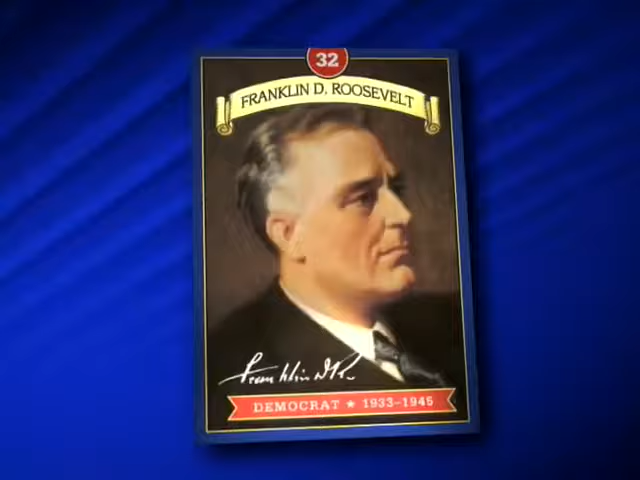 32
FRANKLIN D. ROOSEVELT
DEMOCRAT ★ 1933–1945